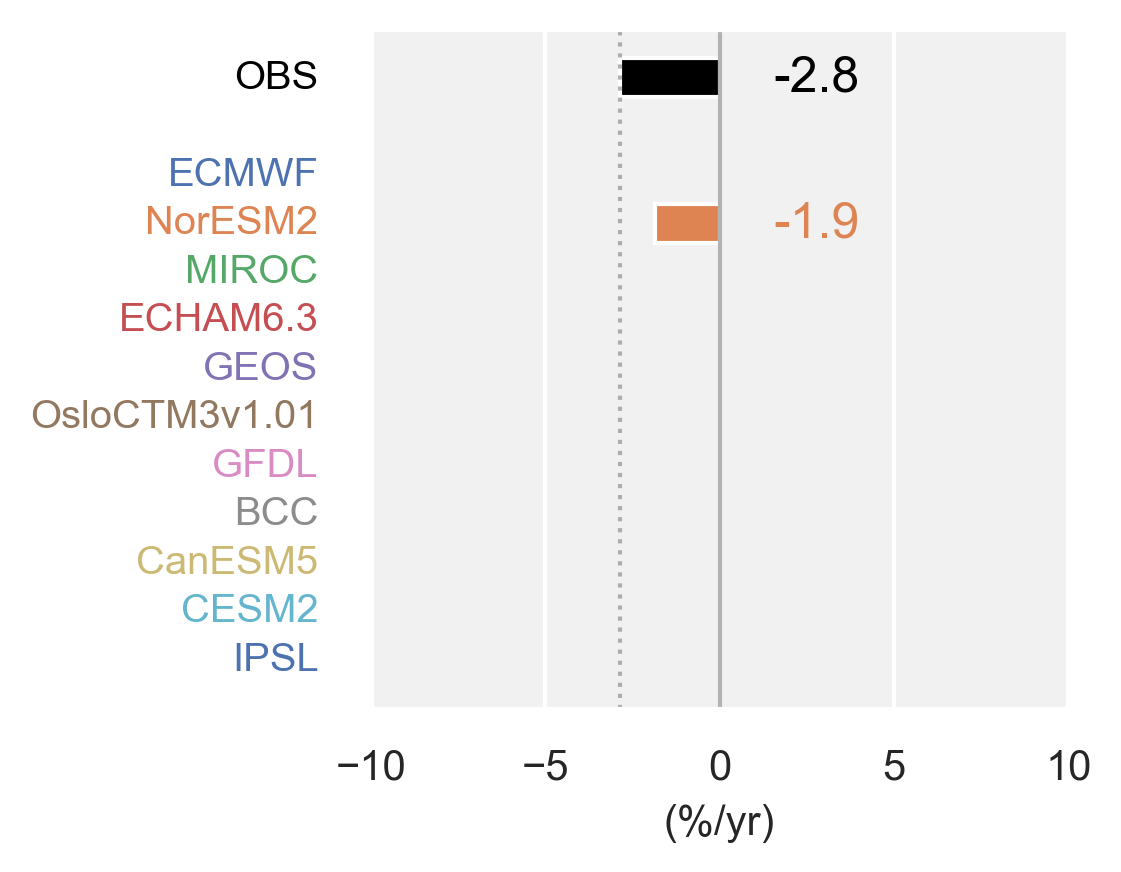 OBS -2.8
ECMWF
NorESM2 -1.9
MIROC
ECHAM6.3
GEOS
OsloCTM3v1.01
GFDL
BCC
CanESM5
CESM2
IPSL
−10 −5 0 5 10
(%/yr)